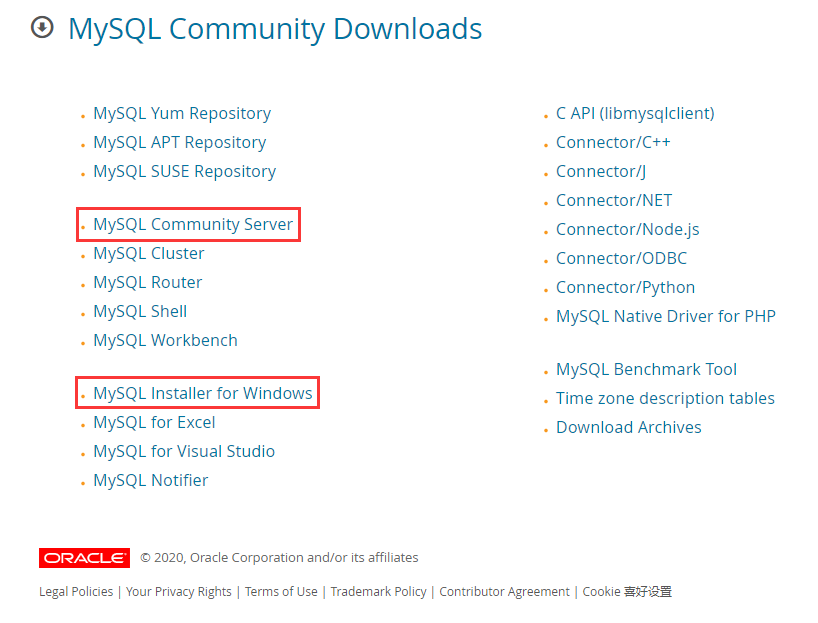 MySQL Community Downloads
MySQL Yum Repository
MySQL APT Repository
MySQL SUSE Repository
MySQL Community Server
MySQL Cluster
MySQL Router
MySQL Shell
MySQL Workbench
MySQL Installer for Windows
MySQL for Excel
MySQL for Visual Studio
MySQL Notifier
C API (libmysqlclient)
Connector/C++
Connector/J
Connector/NET
Connector/Node.js
Connector/ODBC
Connector/Python
MySQL Native Driver for PHP
MySQL Benchmark Tool
Time zone description tables
Download Archives
ORACLE © 2020, Oracle Corporation and/or its affiliates
Legal Policies | Your Privacy Rights | Terms of Use | Trademark Policy | Contributor Agreement | Cookie 喜好设置